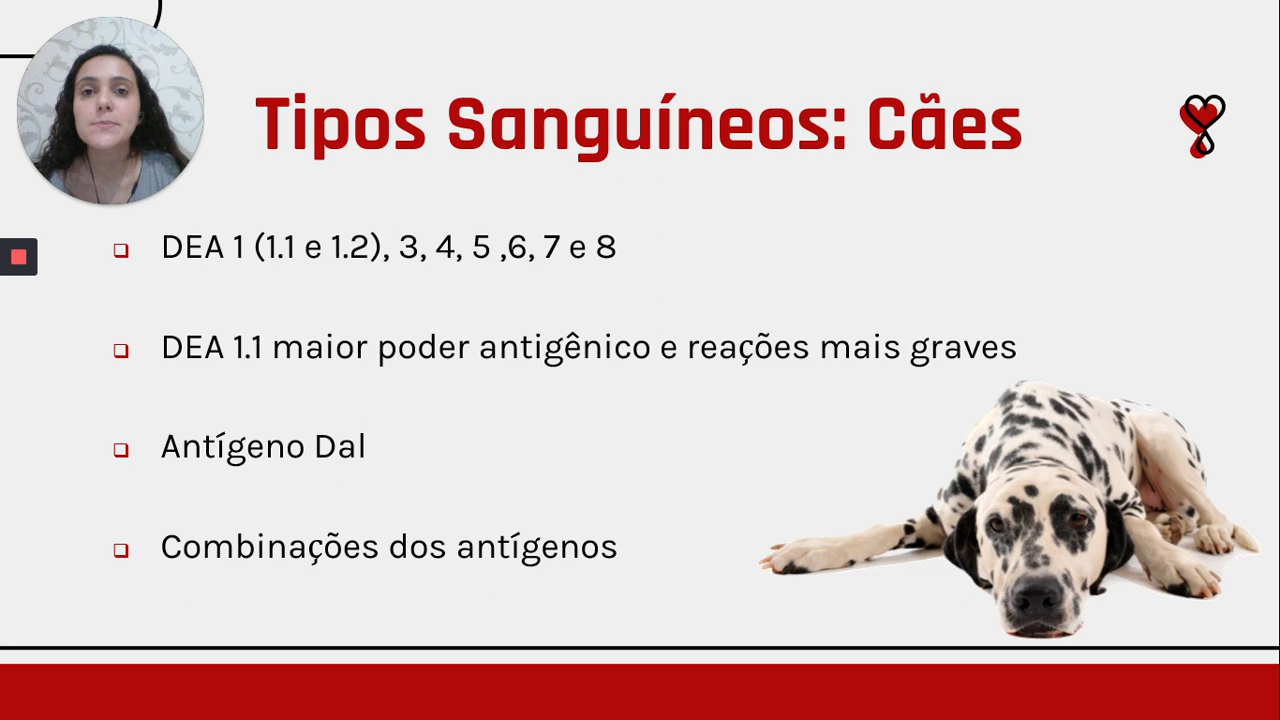 Tipos Sanguíneos: Cães
DEA 1 (1.1 e 1.2), 3, 4, 5 ,6, 7 e 8
DEA 1.1 maior poder antigênico e reações mais graves
Antígeno Dal
Combinações dos antígenos